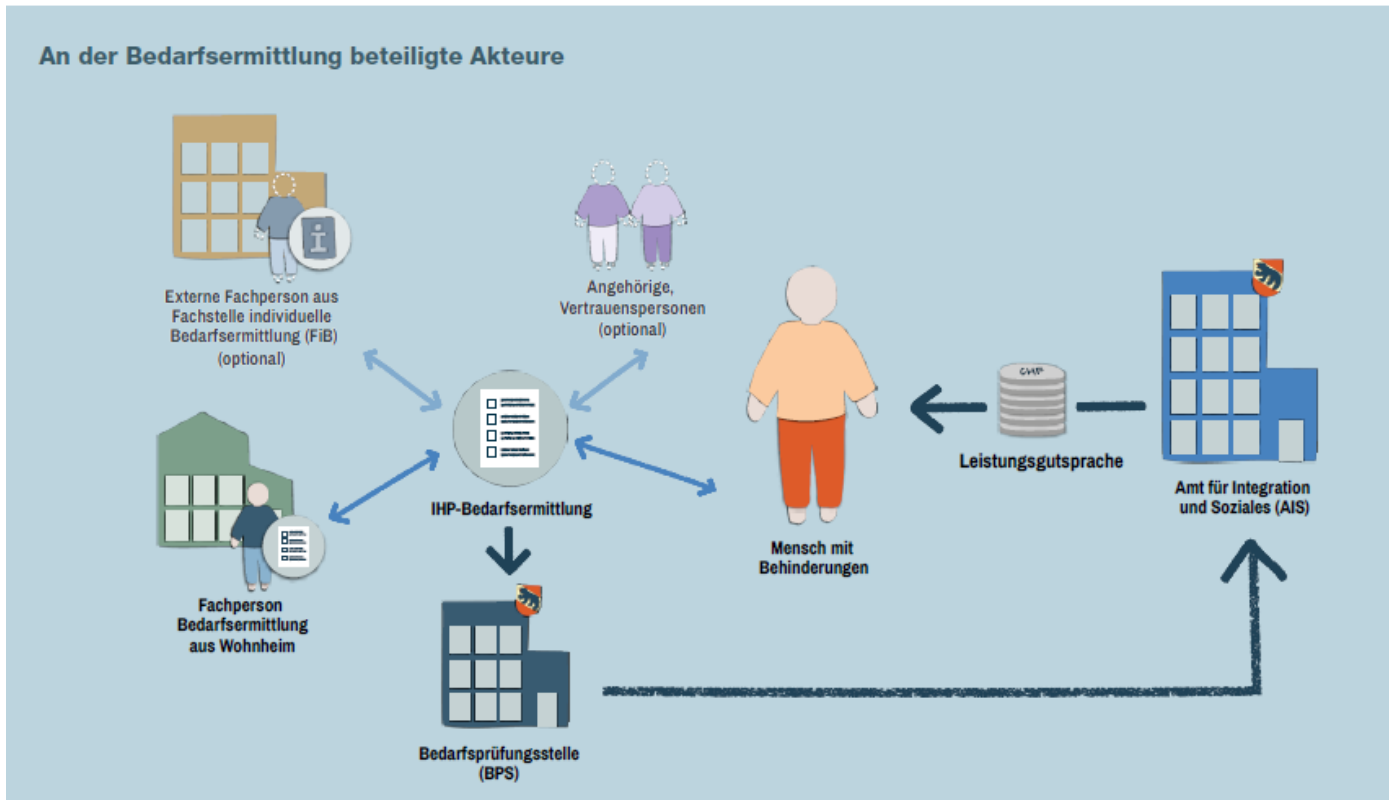 An der Bedarfsermittlung beteiligte Akteure
Externe Fachperson aus
Fachstelle individuelle
Bedarfsermittlung (FiB)
(optional)
Angehörige,
Vertrauenspersonen
(optional)
CHF
Leistungsgutsprache
Amt für Integration
und Soziales (AIS)
IHP-Bedarfsermittlung
Mensch mit
Behinderungen
Fachperson
Bedarfsermittlung
aus Wohnheim
Bedarfsprüfungsstelle
(BPS)